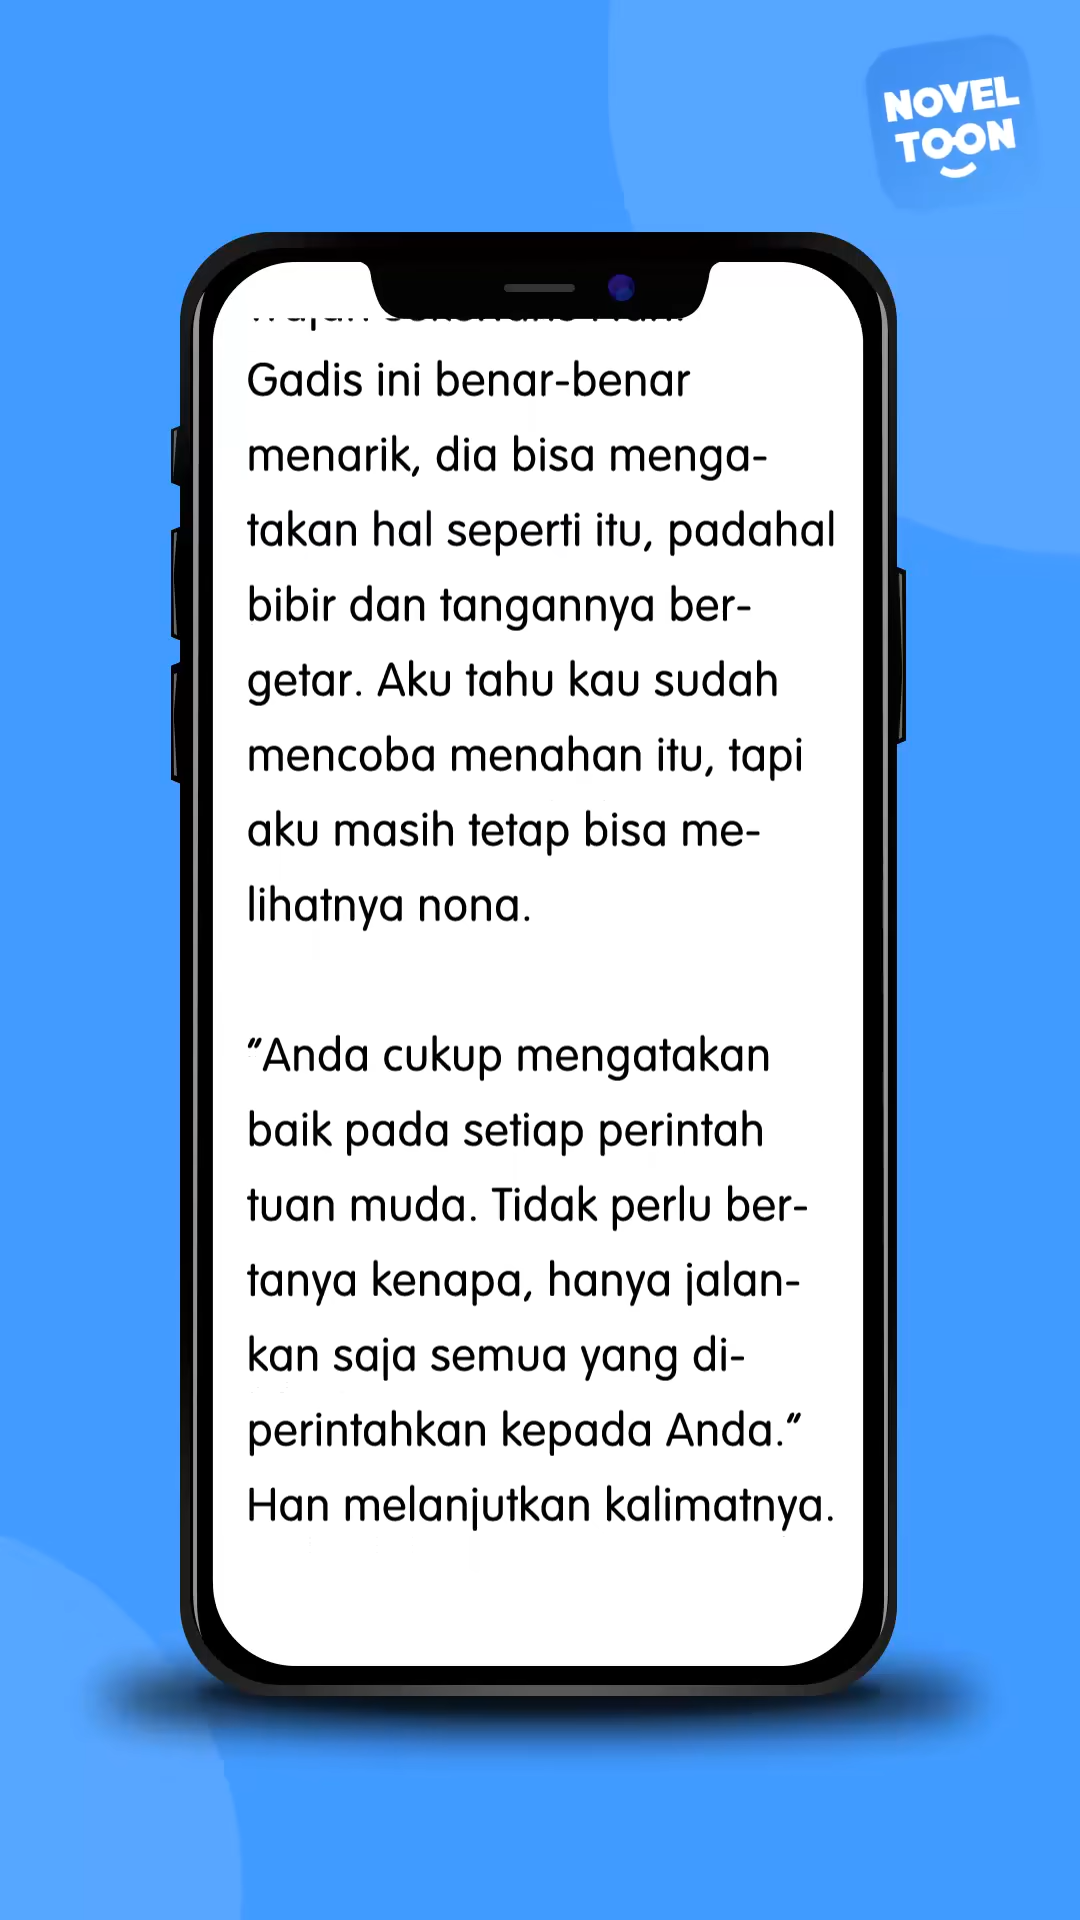 NOVEL
TOON
Gadis ini benar-benar
menarik, dia bisa menga-
takan hal seperti itu, padahal
bibir dan tangannya ber-
getar. Aku tahu kau sudah
mencoba menahan itu, tapi
aku masih tetap bisa me-
lihatnya nona.
"Anda cukup mengatakan
baik pada setiap perintah
tuan muda. Tidak perlu ber-
tanya kenapa, hanya jalan-
kan saja semua yang di-
perintahkan kepada Anda."
Han melanjutkan kalimatnya.